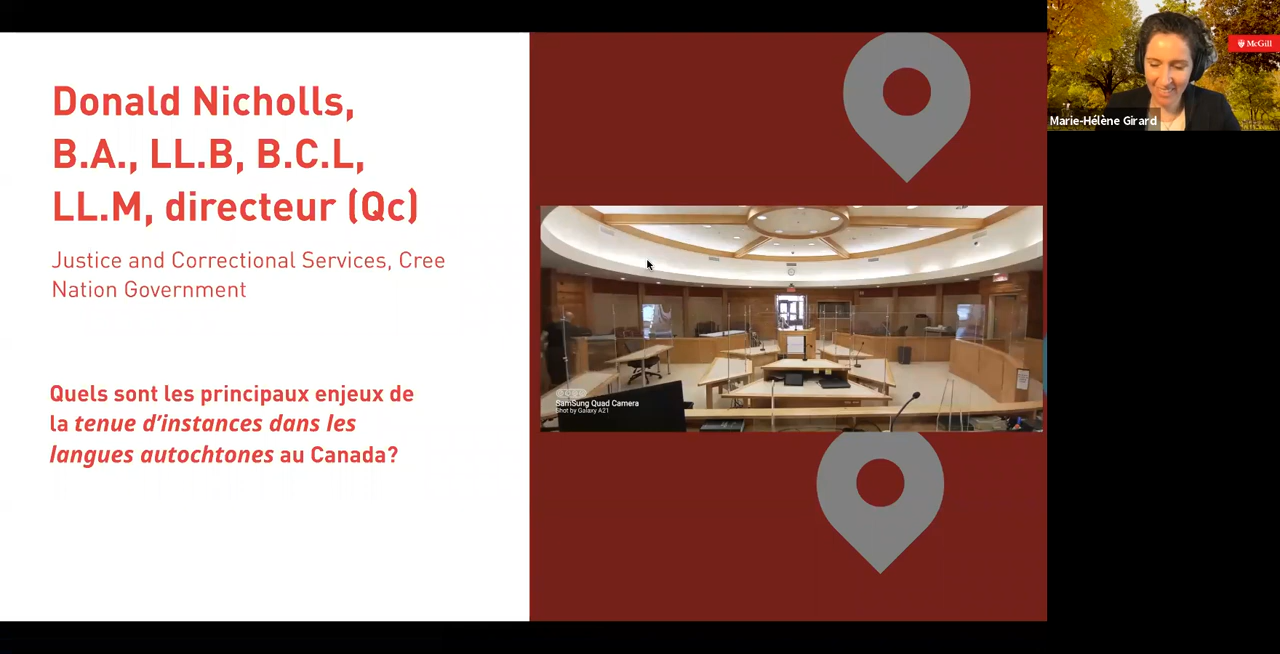 Donald Nicholls,
B.A., LL.B, B.C.L,
LL.M, directeur (Qc)
Justice and Correctional Services, Cree
Nation Government
Quels sont les principaux enjeux de
la tenue d'instances dans les
langues autochtones au Canada?
SamSung Quad Camera
Shot by Galaxy A21
McGill
Marie-Hélène Girard